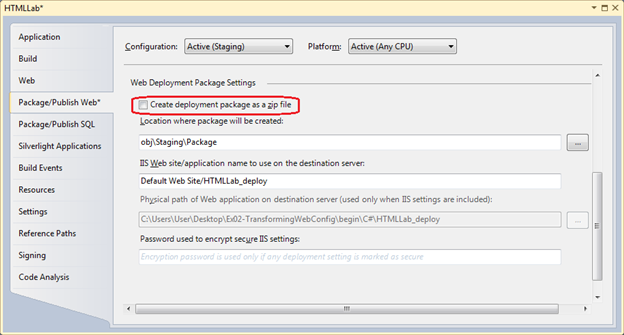 HTMLLab*
Application
Build
Web
Package/Publish Web*
Package/Publish SQL
Silverlight Applications
Build Events
Resources
Settings
Reference Paths
Signing
Code Analysis
Configuration: Active (Staging) Platform: Active (Any CPU)
Web Deployment Package Settings
Create deployment package as a zip file
Location where package will be created:
obj\Staging\Package
...
IIS Web site/application name to use on the destination server:
Default Web Site/HTMLLab_deploy
Physical path of Web application on destination server (used only when IIS settings are included):
C:\Users\User\Desktop\Ex02-TransformingWebConfig\begin\C#\HTMLLab_deploy
...
Password used to encrypt secure IIS settings:
Encryption password is used only if any deployment setting is marked as secure